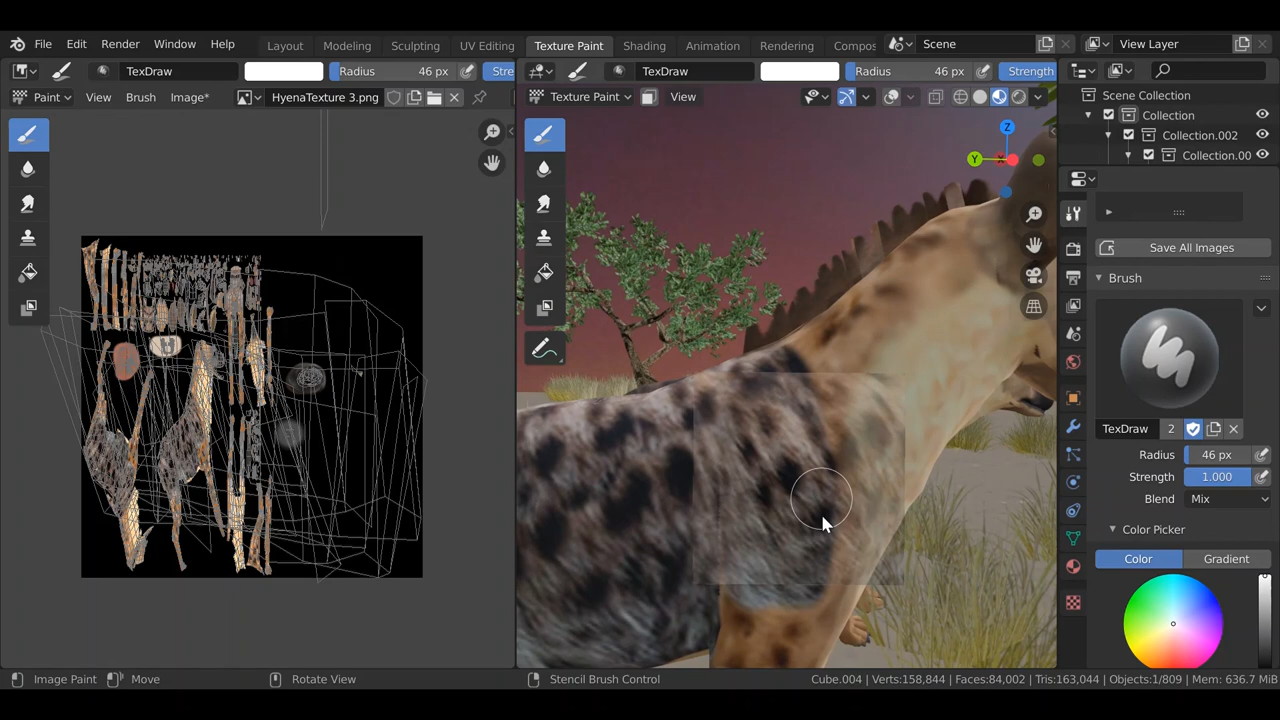 File Edit Render Window Help Layout Modeling Sculpting UV Editing Texture Paint Shading Animation Rendering Compos Scene View Layer
TexDraw Radius 46 px Stre TexDraw Radius 46 px Strength
Paint View Brush Image* HyenaTexture 3.png Texture Paint View
Scene Collection
Collection
Collection.002
Collection.00
Z
Y
X
Save All Images
Brush
TexDraw 2
Radius 46 px
Strength 1.000
Blend Mix
Color Picker
Color Gradient
Image Paint Move Rotate View Stencil Brush Control Cube.004 | Verts:158,844 | Faces:84,002 | Tris:163,044 | Objects:1/809 | Mem: 636.7 MiB